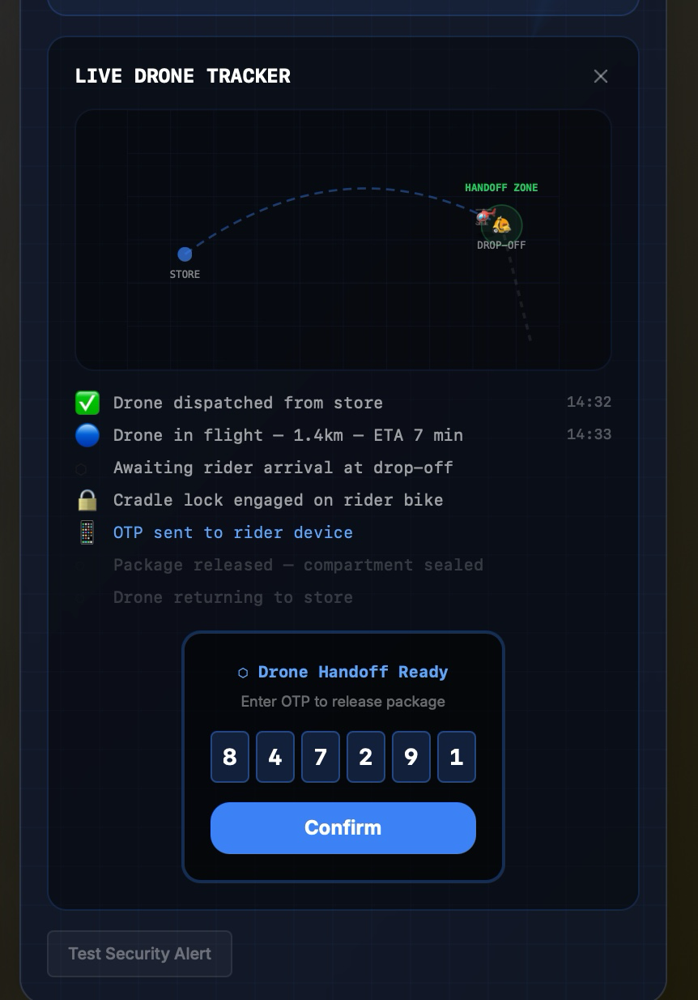 LIVE DRONE TRACKER
HANDOFF ZONE
DROP—OFF
STORE
Drone dispatched from store 14:32
Drone in flight — 1.4km — ETA 7 min 14:33
Awaiting rider arrival at drop—off
Cradle lock engaged on rider bike
OTP sent to rider device
Package released — compartment sealed
Drone returning to store
Drone Handoff Ready
Enter OTP to release package
8 4 7 2 9 1
Confirm
Test Security Alert